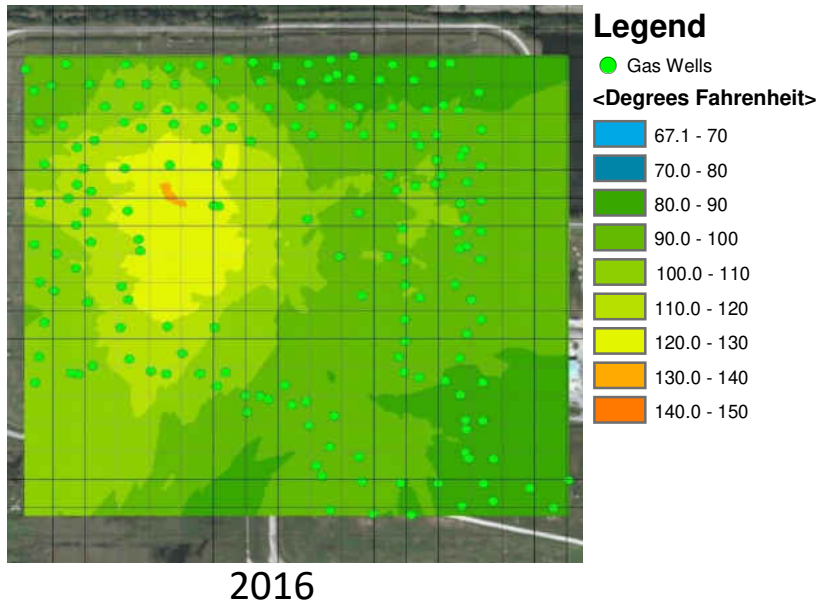 Legend
Gas Wells
<Degrees Fahrenheit>
67.1 - 70
70.0 - 80
80.0 - 90
90.0 - 100
100.0 - 110
110.0 - 120
120.0 - 130
130.0 - 140
140.0 - 150
2016